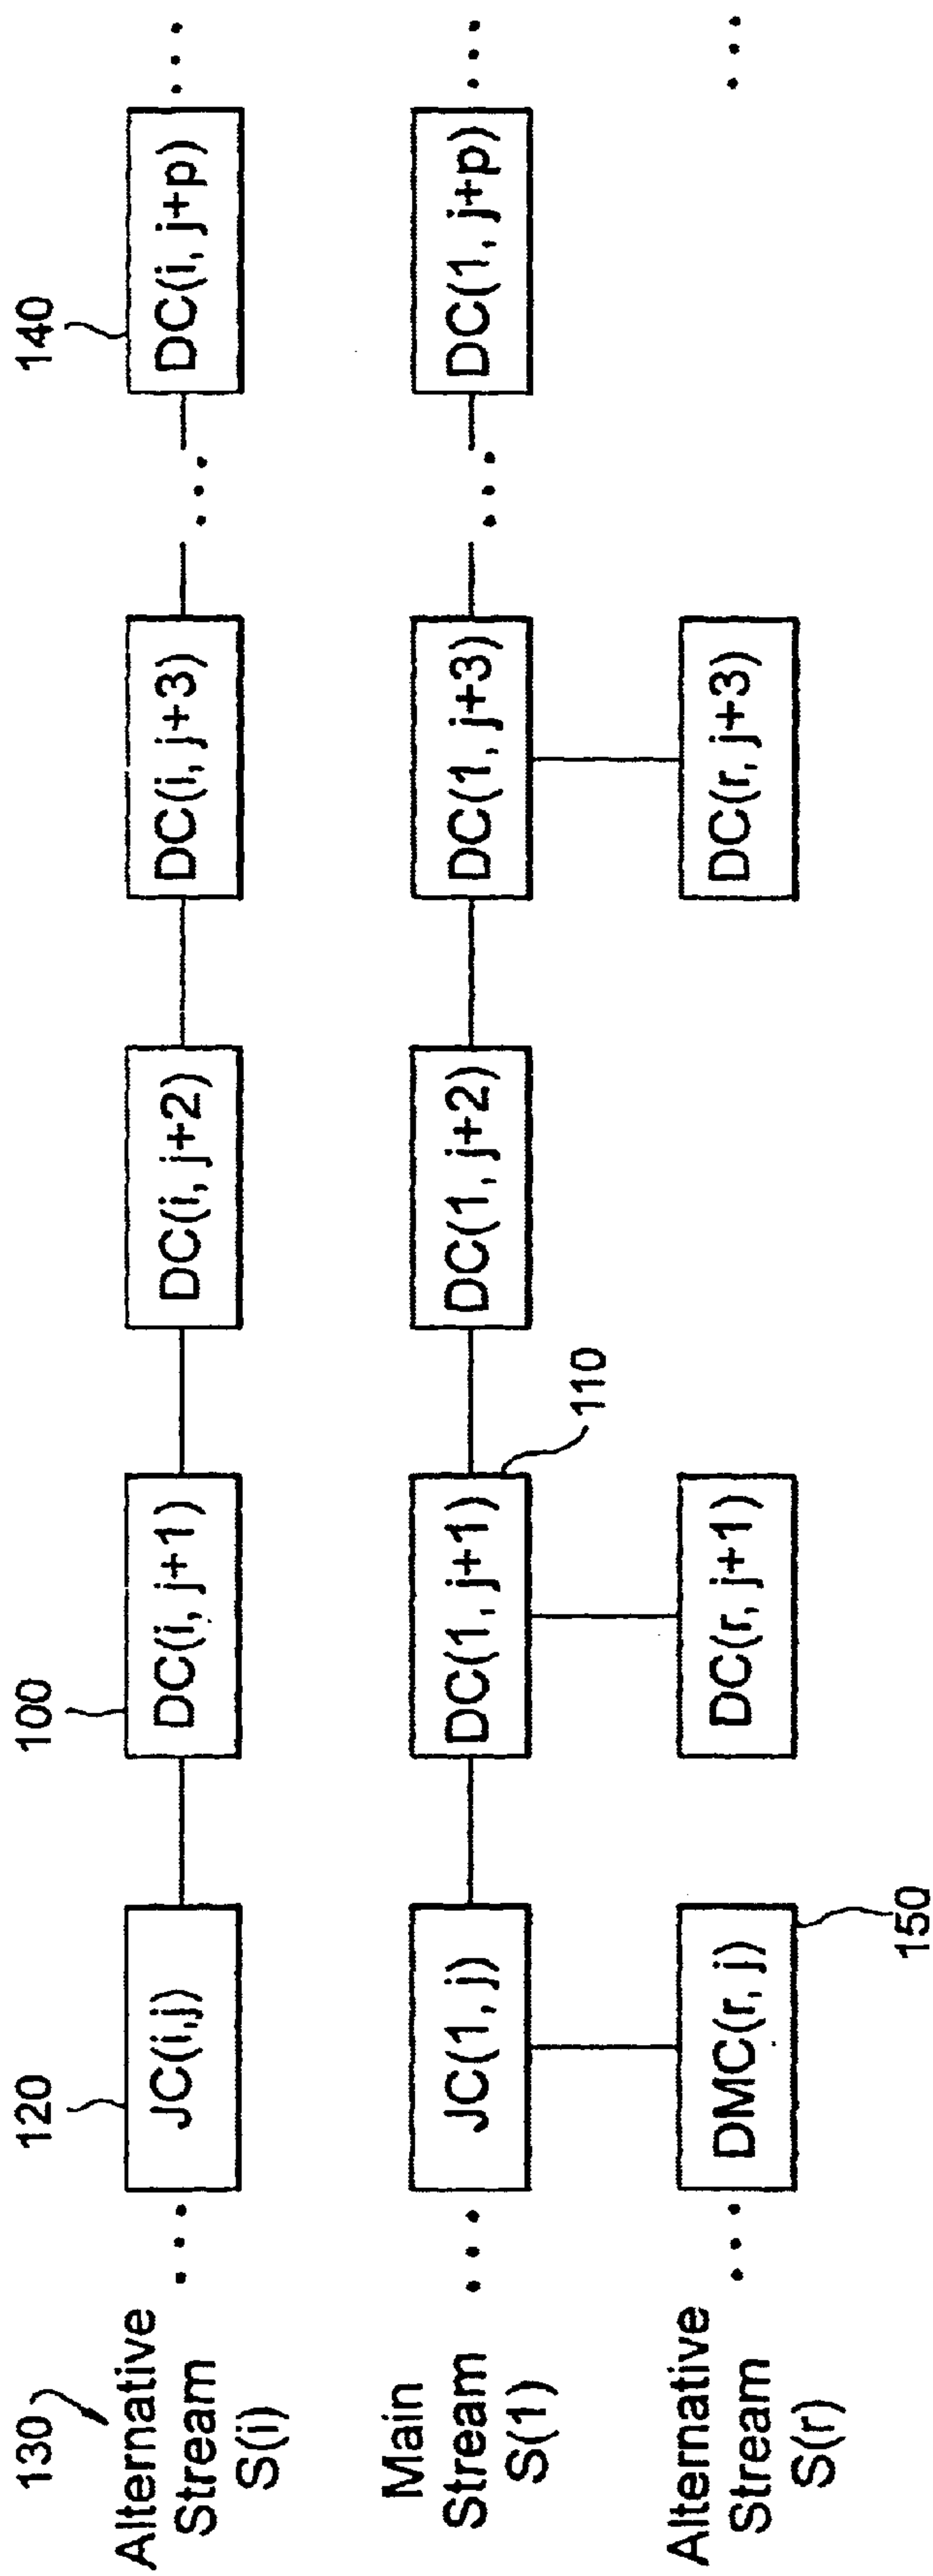 130
Alternative
Stream
S(i)
120
JC(i,j)
100
DC(i, j+1)
DC(i, j+2)
DC(i, j+3)
140
DC(i, j+p)
Main
Stream
S(1)
JC(1, j)
DC(1, j+1)
110
DC(1, j+2)
DC(1, j+3)
DC(1, j+p)
Alternative
Stream
S(r)
DMC(r, j)
150
DC(r, j+1)
DC(r, j+3)